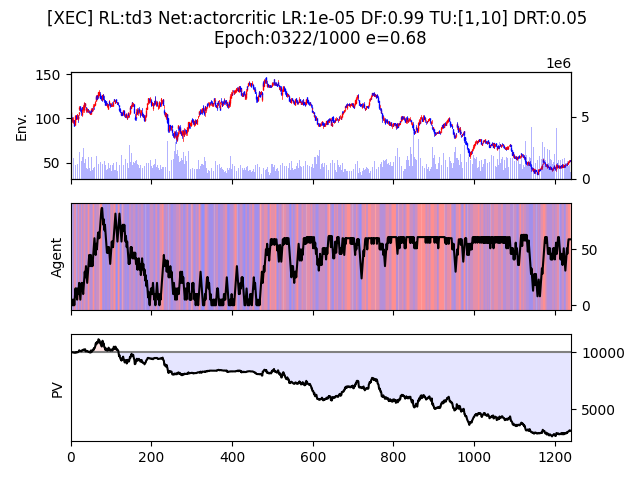 [XEC] RL:td3 Net:actorcritic LR:1e-05 DF:0.99 TU:[1,10] DRT:0.05
Epoch:0322/1000 e=0.68
1e6
150
100
50
Env.
5
0
Agent
50
0
PV
10000
5000
0 200 400 600 800 1000 1200